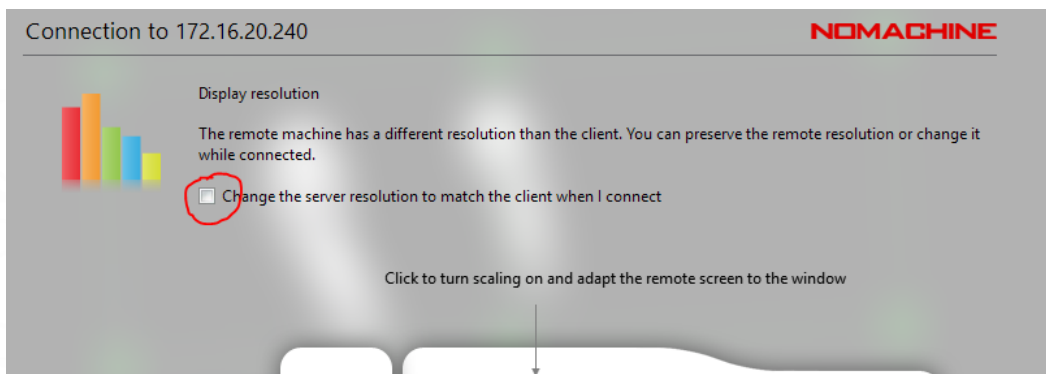 Connection to 172.16.20.240
NOMACHINE
Display resolution
The remote machine has a different resolution than the client. You can preserve the remote resolution or change it
while connected.
Change the server resolution to match the client when I connect
Click to turn scaling on and adapt the remote screen to the window